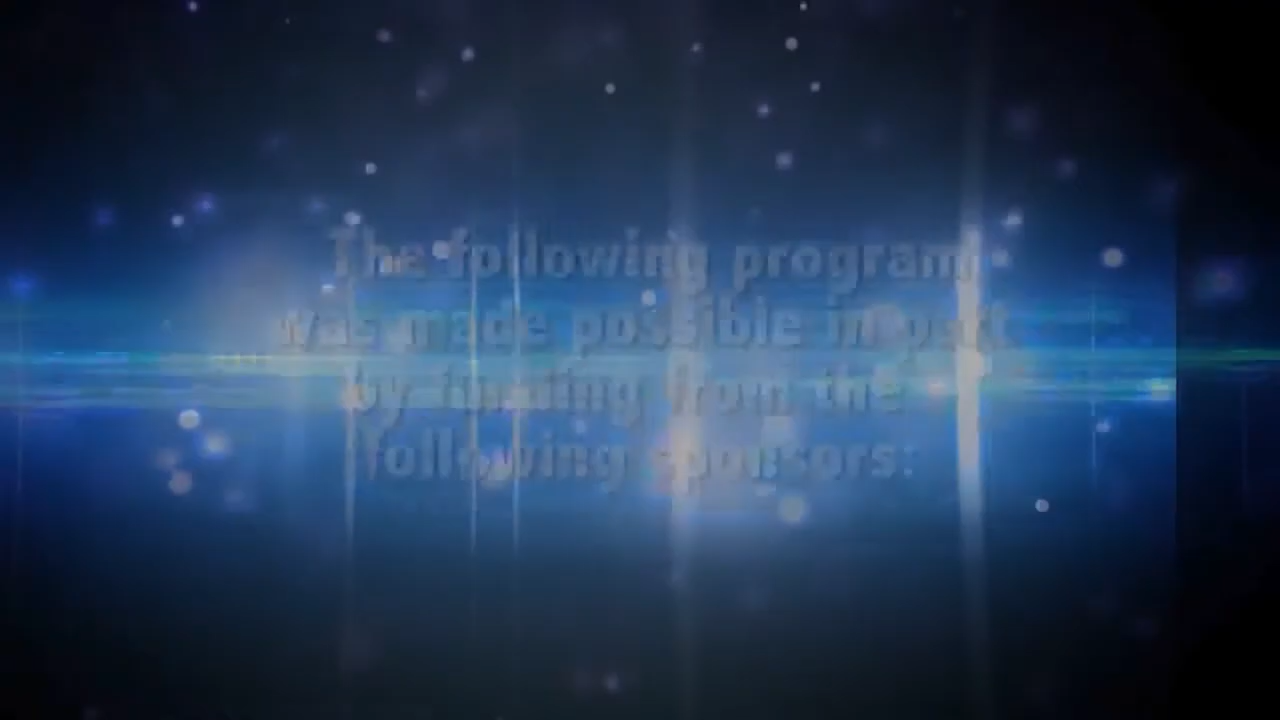 The following program
was made possible in part
by funding from the
following sponsors: